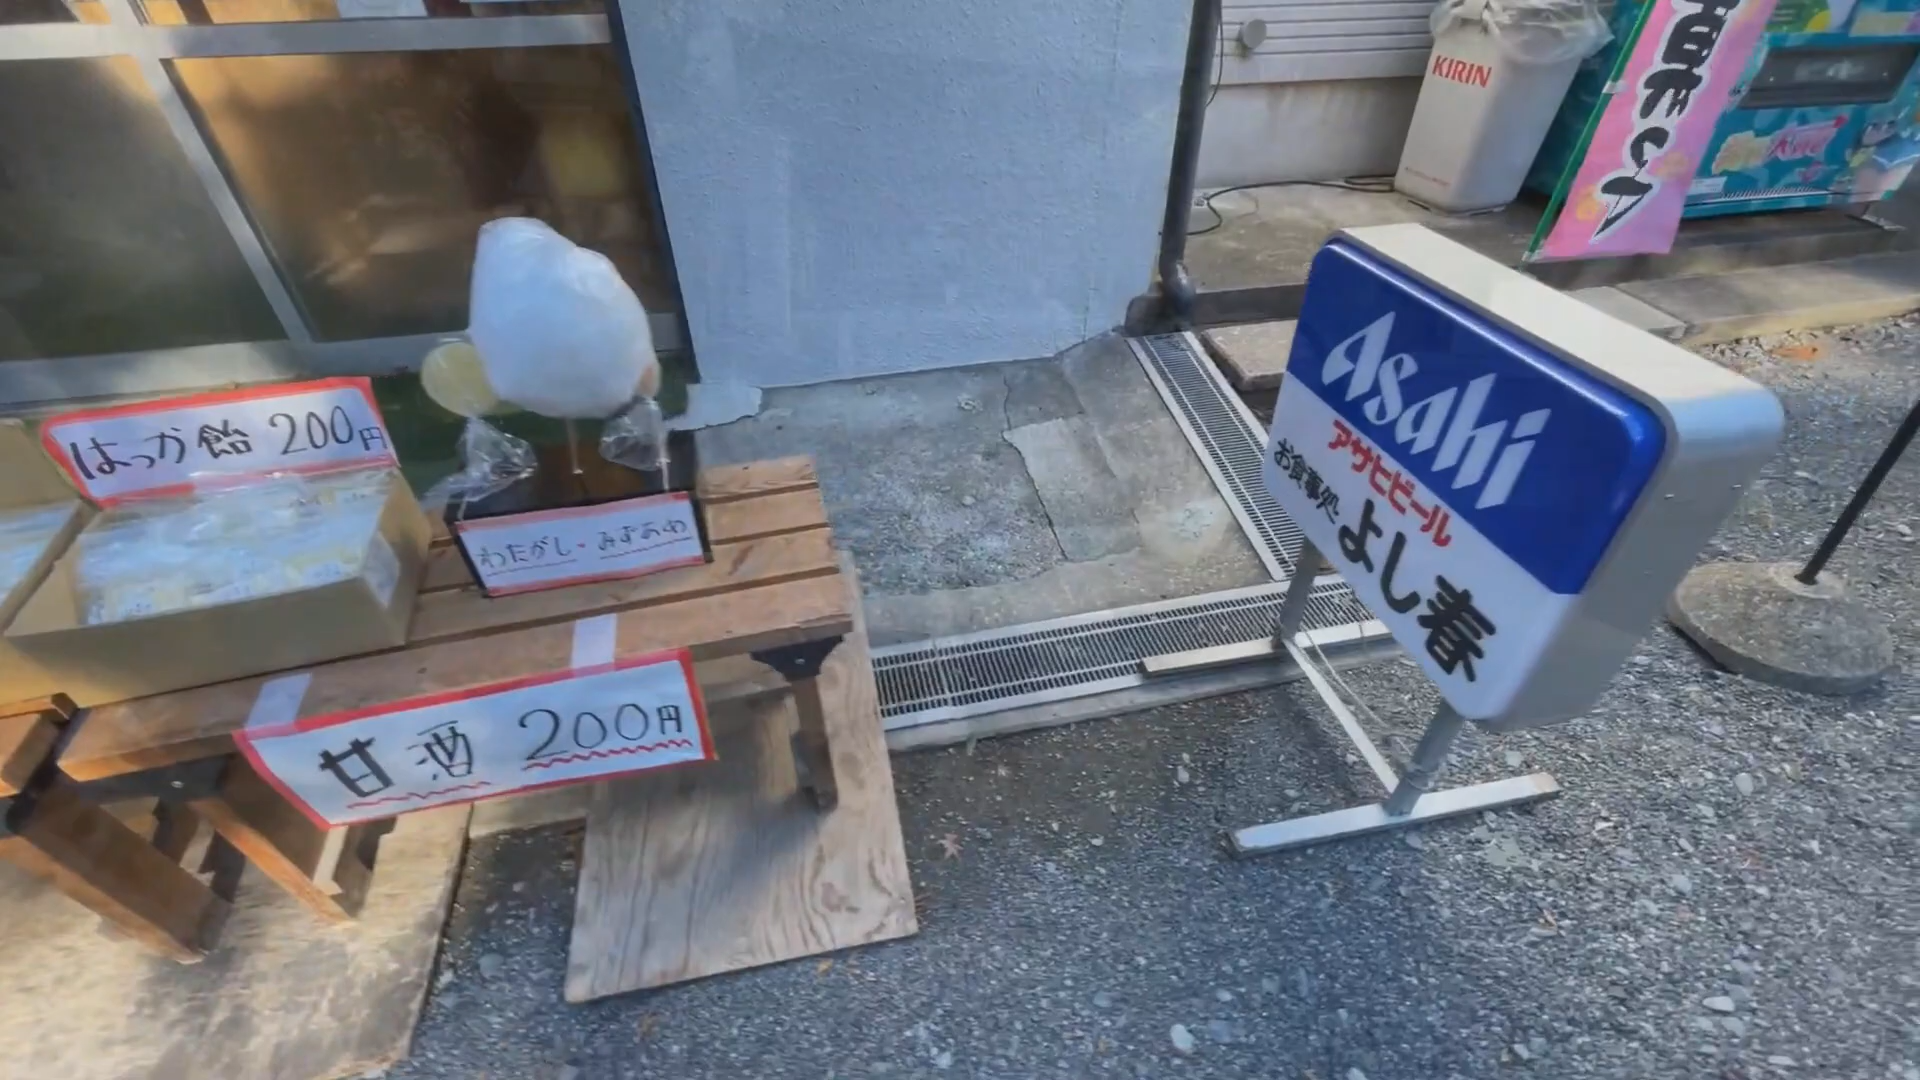 はっか飴 200円
わたがし・みずあめ
甘酒 200円
Asahi
アサヒビール
お食事処
よし春
KIRIN